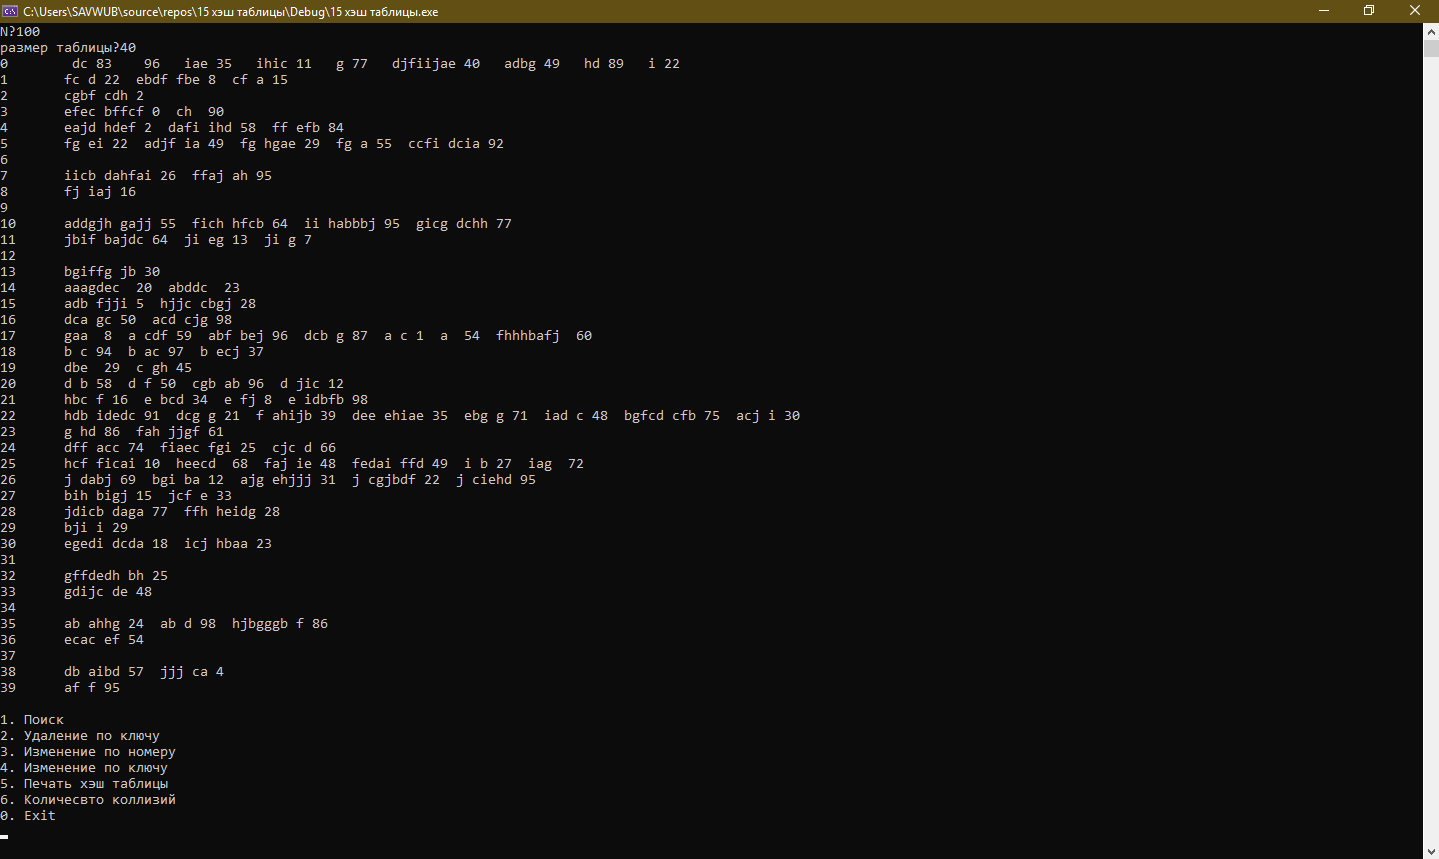 C:\Users\SAVWUB\source\repos\15 хэш таблицы\Debug\15 хэш таблицы.exe
N?100
размер таблицы?40
0        dc 83    96   iae 35   ihic 11   g 77   djfiijae 40   adbg 49   hd 89   i 22
1       fc d 22  ebdf fbe 8  cf a 15
2       cgbf cdh 2
3       efec bffcf 0  ch  90
4       eajd hdef 2  dafi ihd 58  ff efb 84
5       fg ei 22  adjf ia 49  fg hgae 29  fg a 55  ccfi dcia 92
6
7       iicb dahfai 26  ffaj ah 95
8       fj iaj 16
9
10      addgjh gajj 55  fich hfcb 64  ii habbbj 95  gicg dchh 77
11      jbif bajdc 64  ji eg 13  ji g 7
12
13      bgiffg jb 30
14      aaagdec  20  abddc  23
15      adb fjji 5  hjjc cbgj 28
16      dca gc 50  acd cjg 98
17      gaa  8  a cdf 59  abf bej 96  dcb g 87  a c 1  a  54  fhhhbafj  60
18      b c 94  b ac 97  b ecj 37
19      dbe  29  c gh 45
20      d b 58  d f 50  cgb ab 96  d jic 12
21      hbc f 16  e bcd 34  e fj 8  e idbfb 98
22      hdb idedc 91  dcg g 21  f ahijb 39  dee ehiae 35  ebg g 71  iad c 48  bgfcd cfb 75  acj i 30
23      g hd 86  fah jjgf 61
24      dff acc 74  fiaec fgi 25  cjc d 66
25      hcf ficai 10  heecd  68  faj ie 48  fedai ffd 49  i b 27  iag  72
26      j dabj 69  bgi ba 12  ajg ehjjj 31  j cgjbdf 22  j ciehd 95
27      bih bigj 15  jcf e 33
28      jdicb daga 77  ffh heidg 28
29      bji i 29
30      egedi dcda 18  icj hbaa 23
31
32      gffdedh bh 25
33      gdijc de 48
34
35      ab ahhg 24  ab d 98  hjbgggb f 86
36      ecac ef 54
37
38      db aibd 57  jjj ca 4
39      af f 95
1. Поиск
2. Удаление по ключу
3. Изменение по номеру
4. Изменение по ключу
5. Печать хэш таблицы
6. Количесвто коллизий
0. Exit